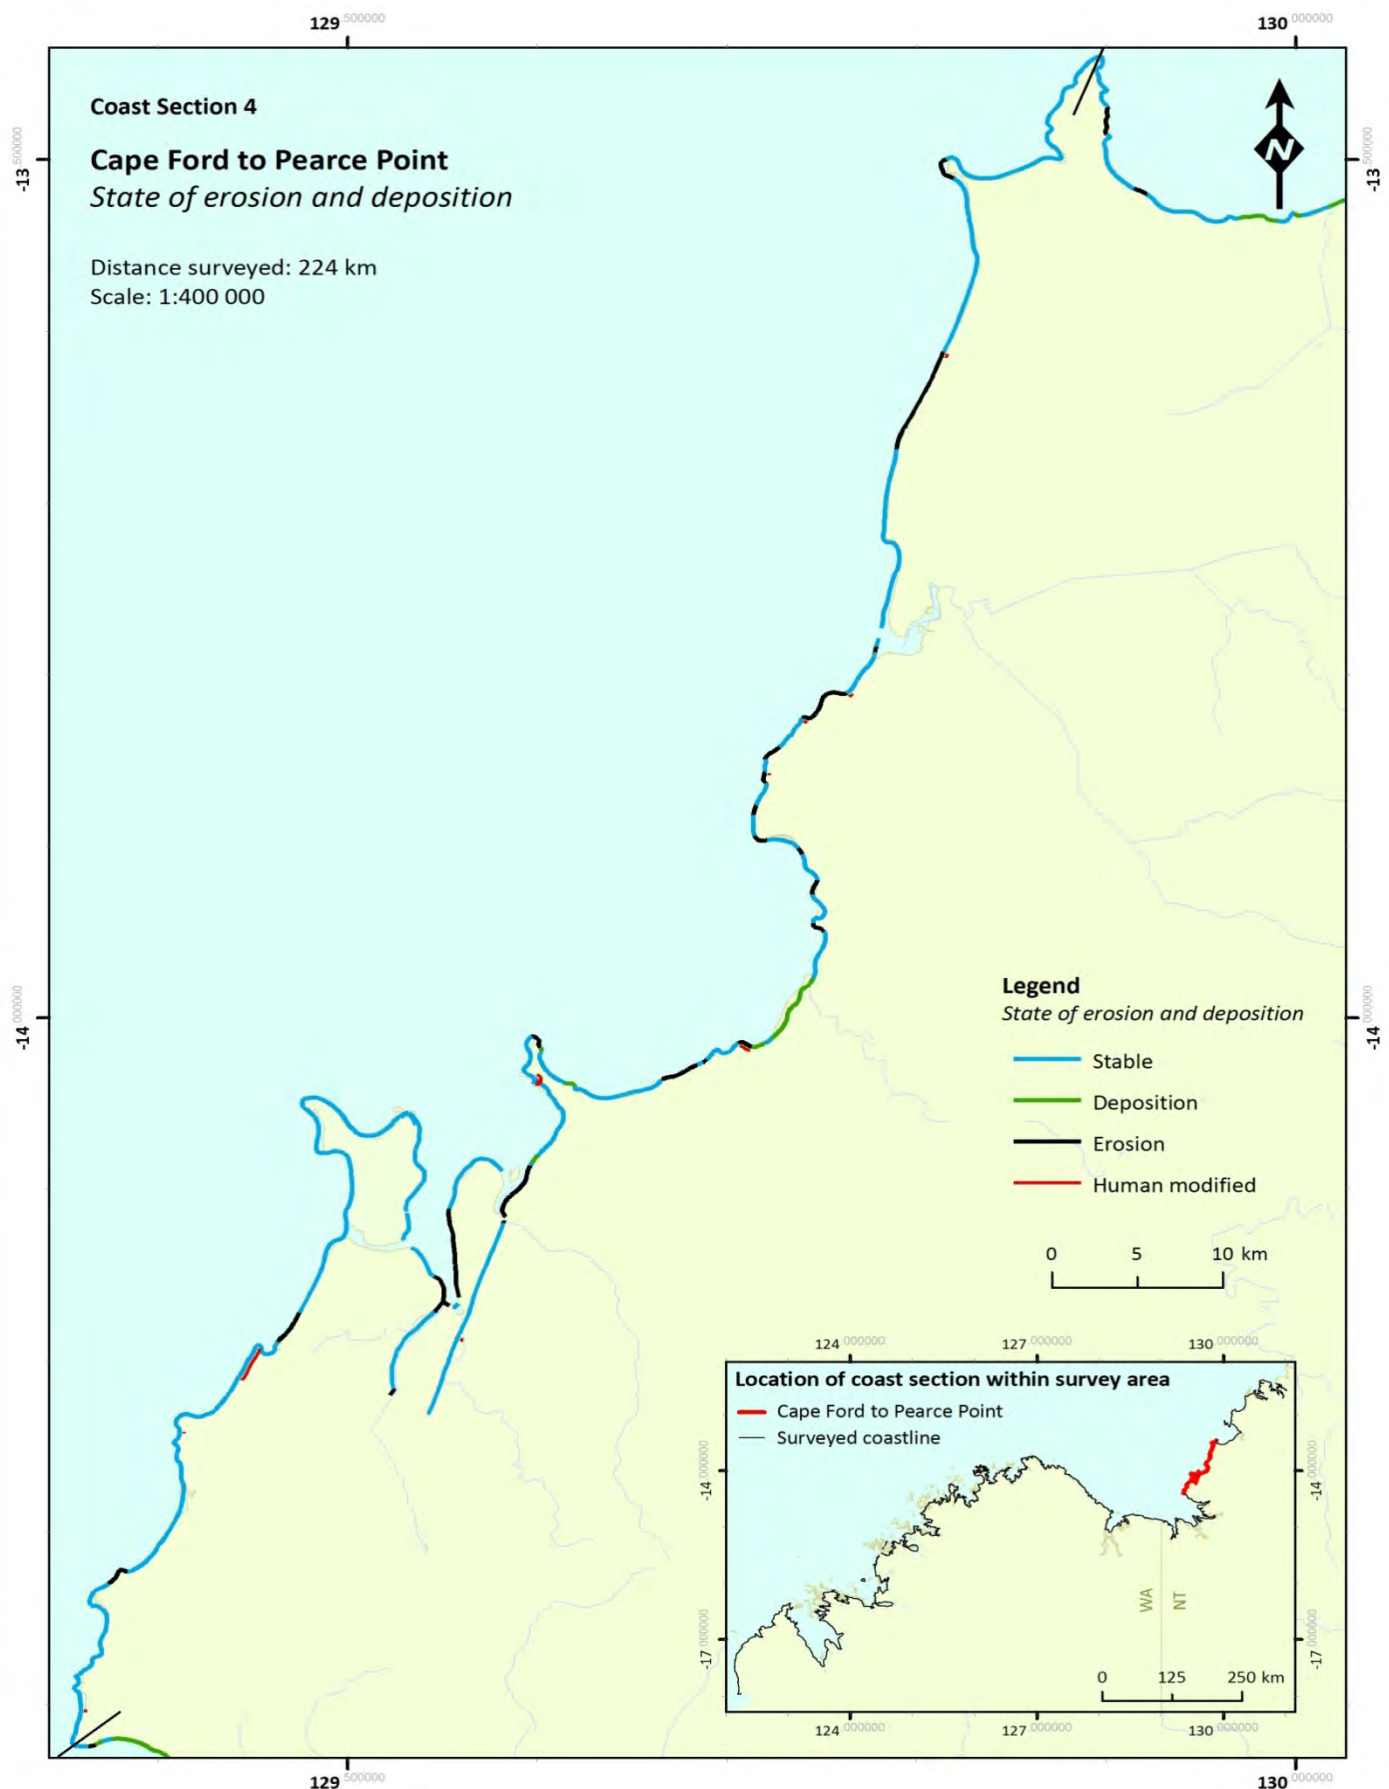 129.500000
130.000000
Coast Section 4
Cape Ford to Pearce Point
State of erosion and deposition
Distance surveyed: 224 km
Scale: 1:400 000
N
-13.500000
-13.500000
-14.000000
-14.000000
Legend
State of erosion and deposition
Stable
Deposition
Erosion
Human modified
0 5 10 km
124.000000 127.000000 130.000000
Location of coast section within survey area
Cape Ford to Pearce Point
Surveyed coastline
-14.000000
-14.000000
-17.000000
-17.000000
WA
NT
0 125 250 km
124.000000 127.000000 130.000000
129.500000
130.000000